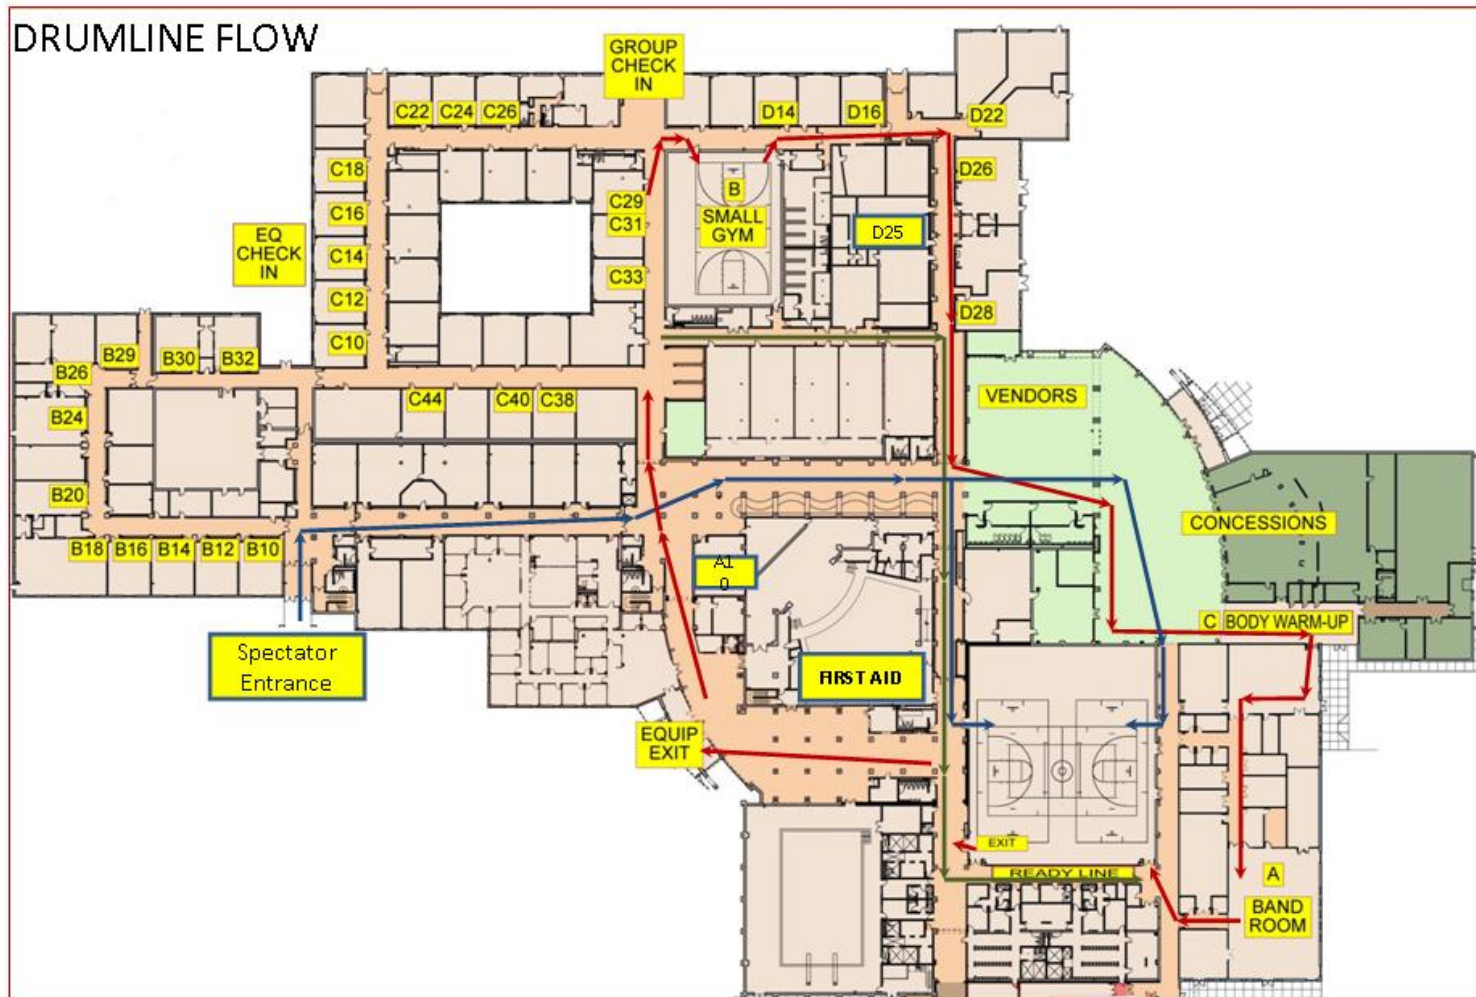 DRUMLINE FLOW
GROUP
CHECK
IN
C22
C24
C26
D14
D16
D22
C18
C16
C14
C12
C10
EQ
CHECK
IN
C29
C31
C33
B
SMALL
GYM
D25
D26
D28
B29
B30
B32
B26
B24
B20
B18
B16
B14
B12
B10
C44
C40
C38
VENDORS
CONCESSIONS
A1
0
C BODY WARM-UP
Spectator
Entrance
FIRST AID
EQUIP
EXIT
EXIT
READY LINE
A
BAND
ROOM